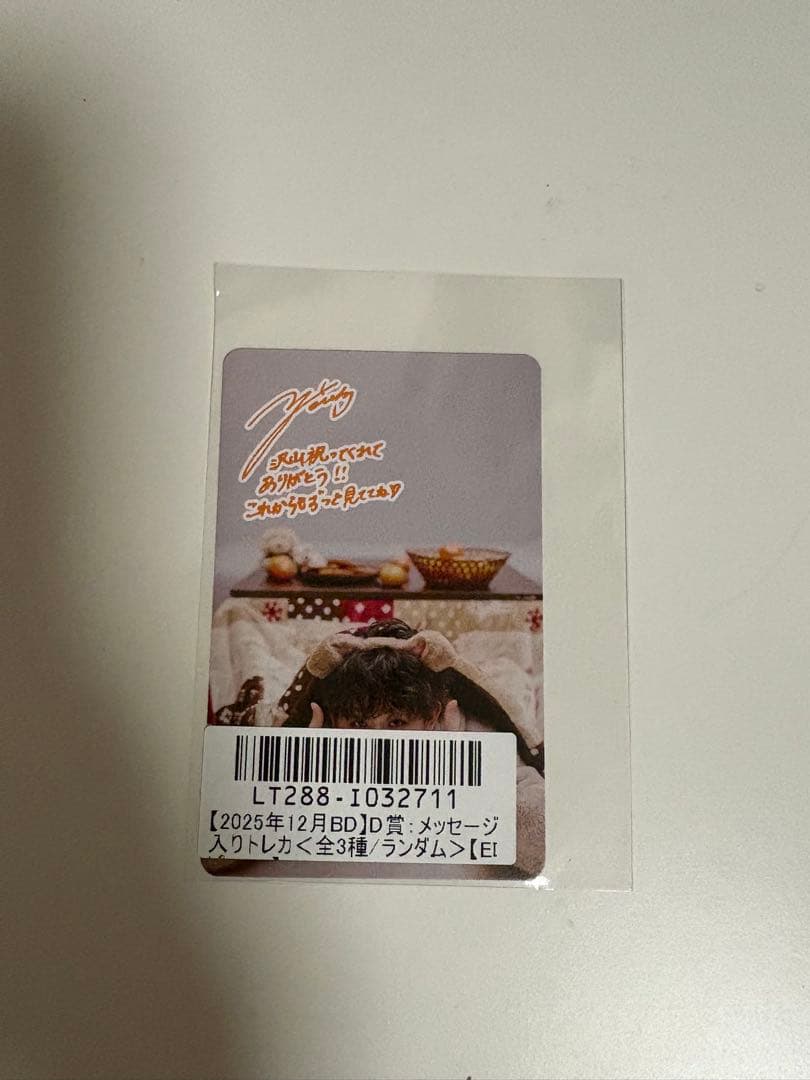 沢山祝ってくれて
ありがとう!!
これからもずっと見ててね♡
LT288-I032711
【2025年12月BD】D賞:メッセージ
入りトレカ<全3種/ランダム>【EI